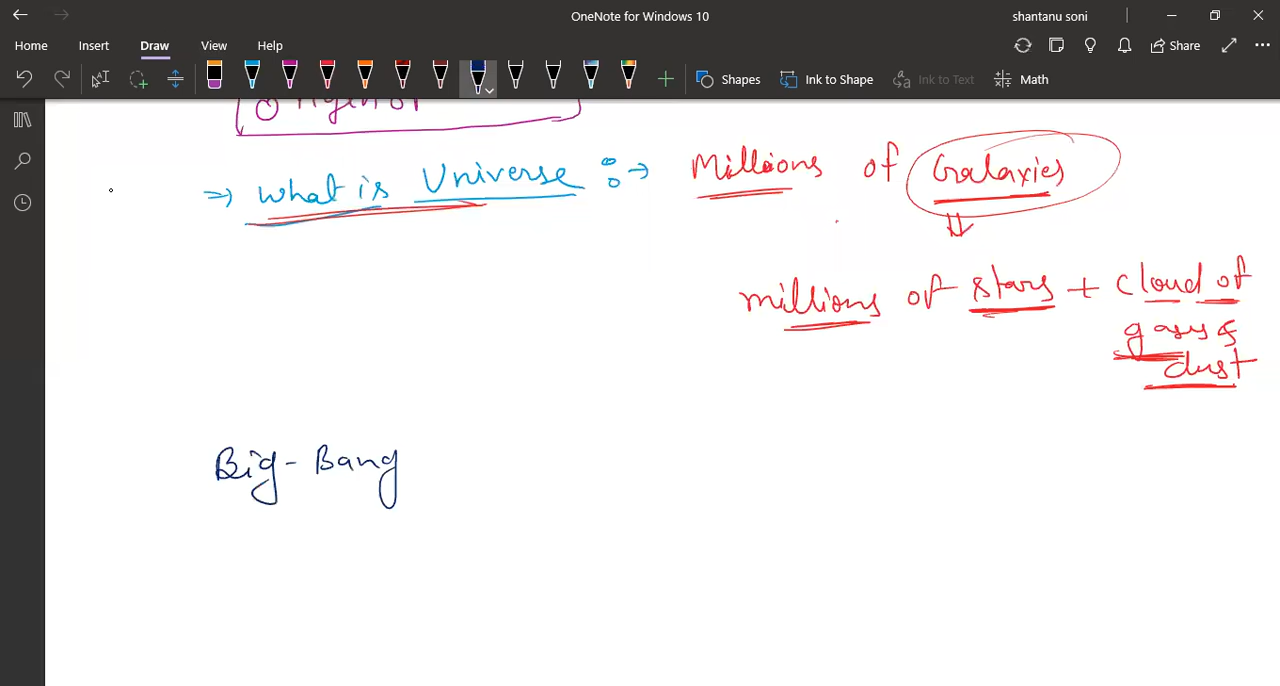 OneNote for Windows 10
shantanu soni
Home Insert Draw View Help
Share
Shapes Ink to Shape Ink to Text Math
⇒ What is Universe :→ Millions of Galaxies
⇓
millions of stars + cloud of
gases &
dust
Big-Bang